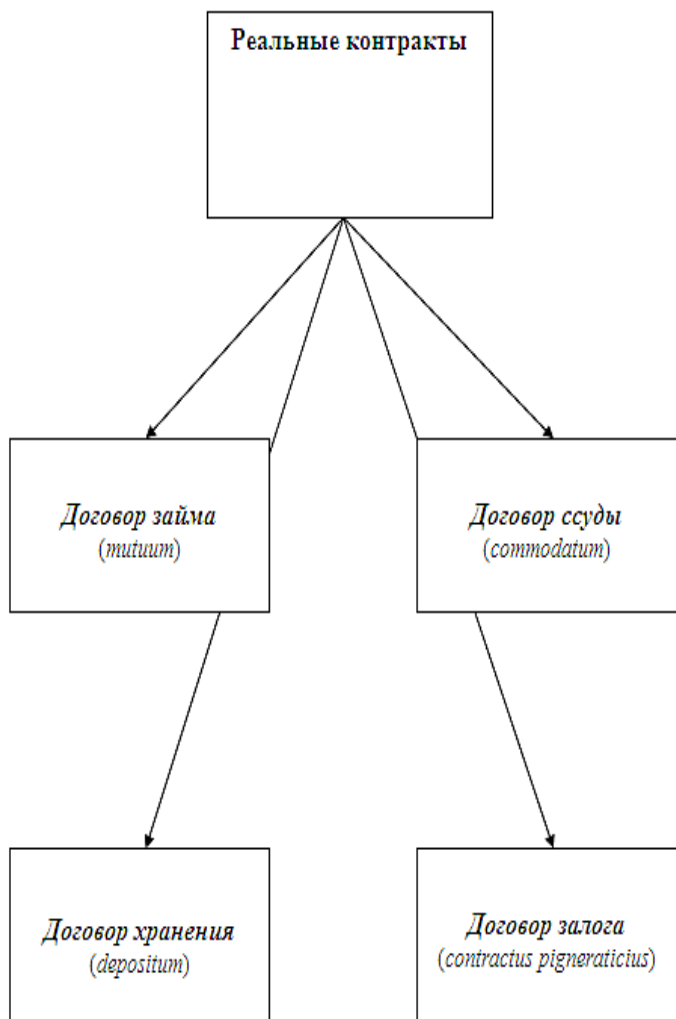 Реальные контракты
Договор займа
(mutuum)
Договор ссуды
(commodatum)
Договор хранения
(depositum)
Договор залога
(contractus pigneraticius)